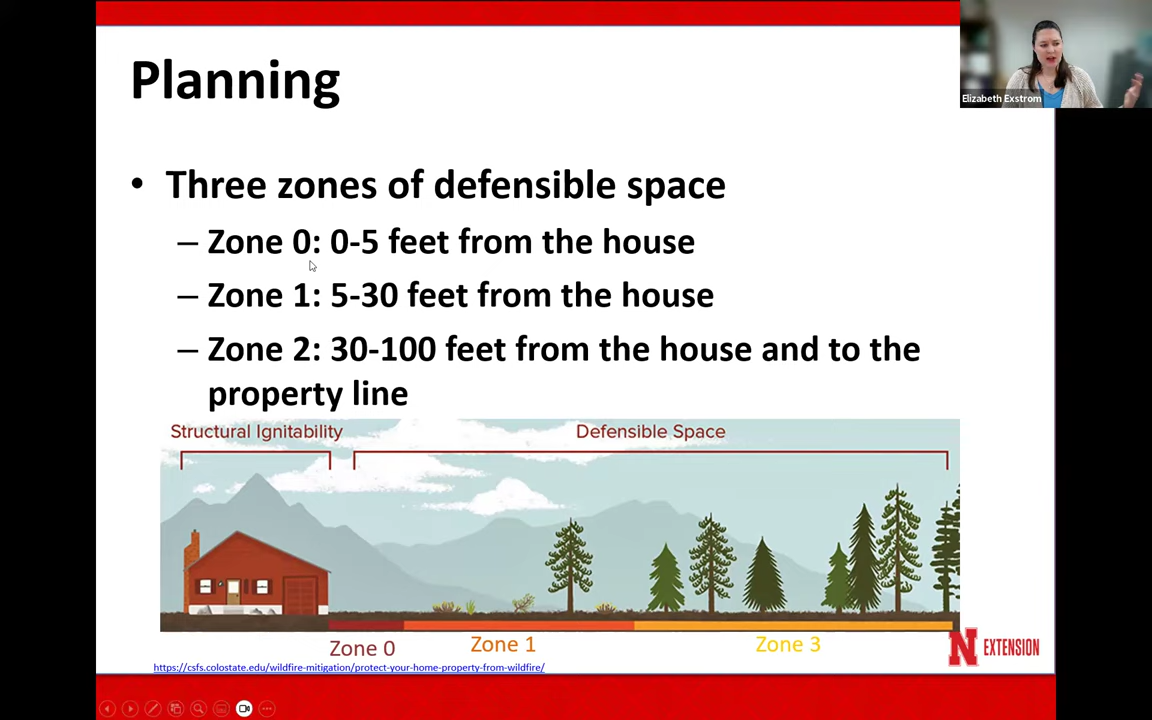 Planning
Elizabeth Exstrom
• Three zones of defensible space
– Zone 0: 0-5 feet from the house
– Zone 1: 5-30 feet from the house
– Zone 2: 30-100 feet from the house and to the
property line
Structural Ignitability
Defensible Space
Zone 0
Zone 1
Zone 3
https://csfs.colostate.edu/wildfire-mitigation/protect-your-home-property-from-wildfire/
N EXTENSION